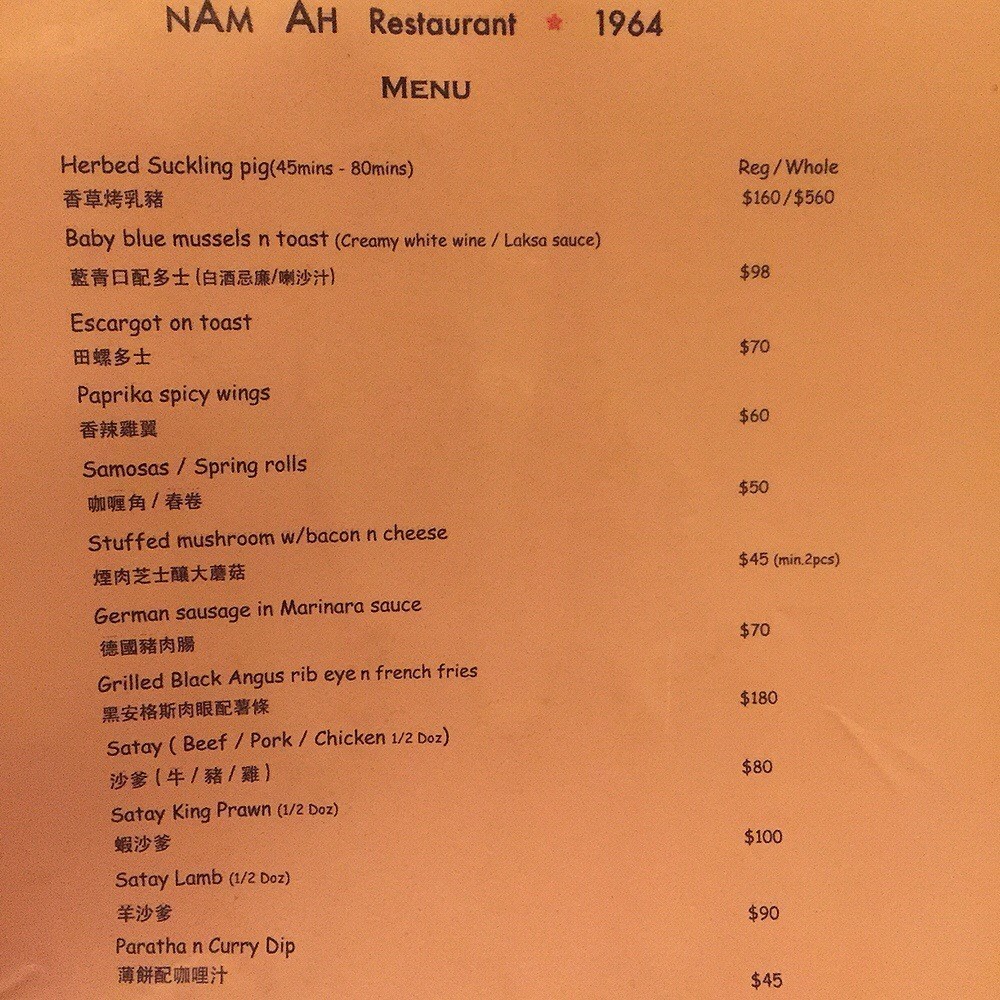 NAM AH Restaurant * 1964
MENU
Herbed Suckling pig(45mins - 80mins) Reg / Whole
香草烤乳豬 $160/$560
Baby blue mussels n toast (Creamy white wine / Laksa sauce)
藍青口配多士 (白酒忌廉/喇沙汁) $98
Escargot on toast
田螺多士 $70
Paprika spicy wings
香辣雞翼 $60
Samosas / Spring rolls
咖喱角 / 春卷 $50
Stuffed mushroom w/bacon n cheese
煙肉芝士釀大蘑菇 $45 (min.2pcs)
German sausage in Marinara sauce
德國豬肉腸 $70
Grilled Black Angus rib eye n french fries
黑安格斯肉眼配薯條 $180
Satay ( Beef / Pork / Chicken 1/2 Doz)
沙爹 ( 牛 / 豬 / 雞 ) $80
Satay King Prawn (1/2 Doz)
蝦沙爹 $100
Satay Lamb (1/2 Doz)
羊沙爹 $90
Paratha n Curry Dip
薄餅配咖哩汁 $45